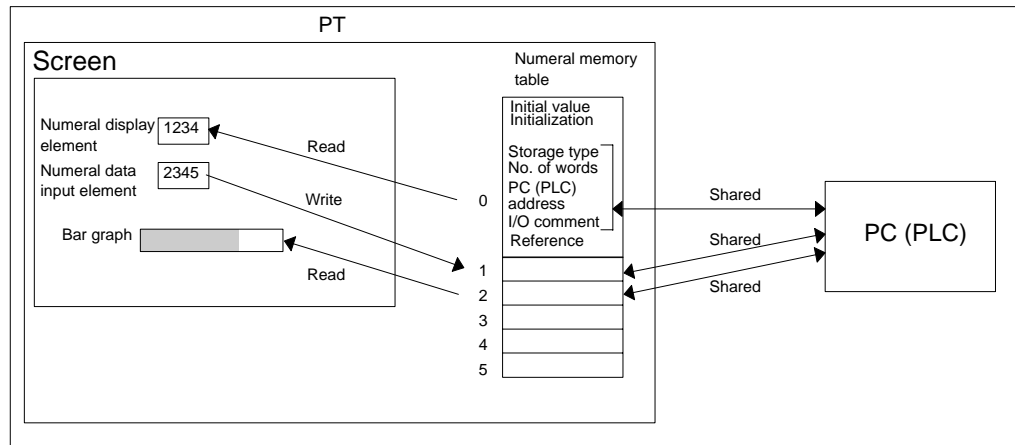 PT
Screen
Numeral memory
table
Numeral display
element
1234
Read
Numeral data
input element
2345
Write
Bar graph
Read
Initial value
Initialization
Storage type
No. of words
PC (PLC)
address
I/O comment
Reference
0
1
2
3
4
5
Shared
Shared
Shared
PC (PLC)